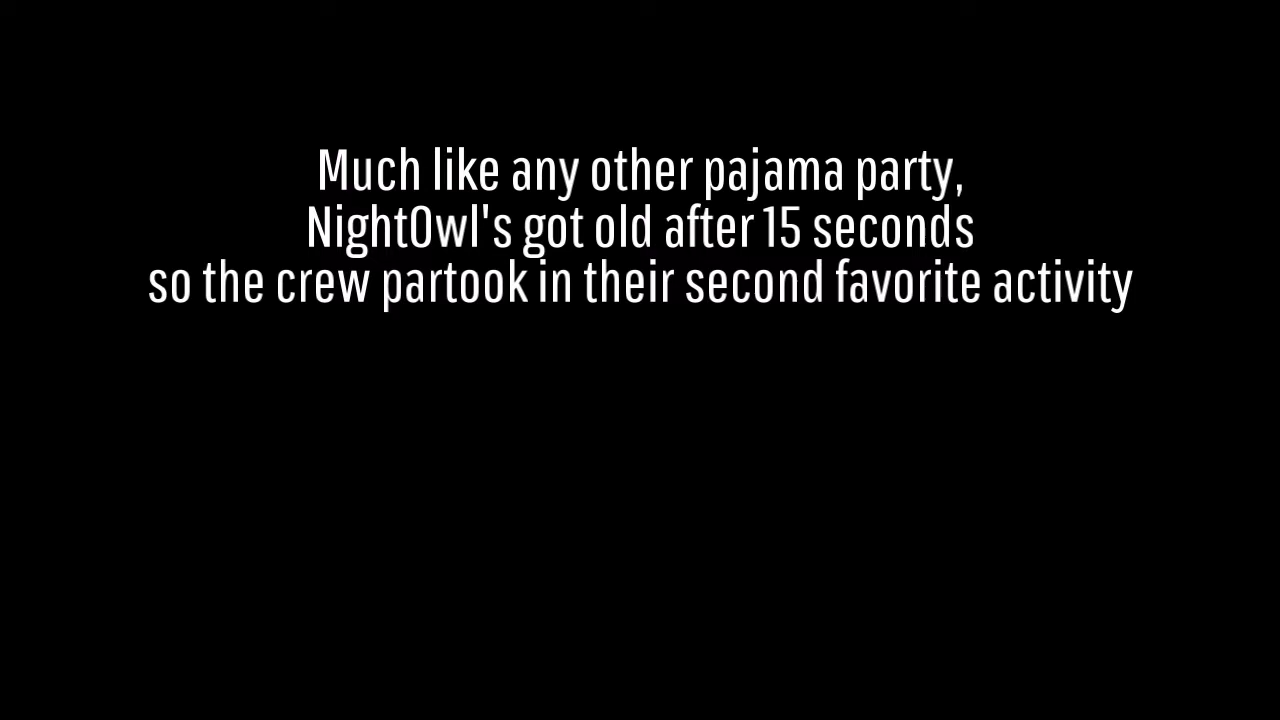 Much like any other pajama party,
NightOwl's got old after 15 seconds
so the crew partook in their second favorite activity